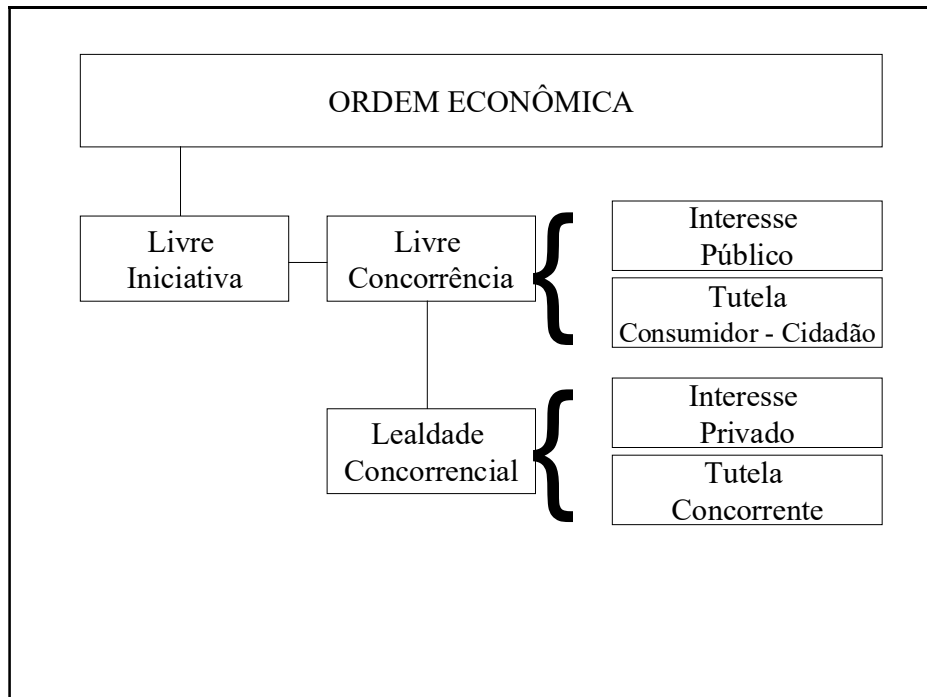 ORDEM ECONÔMICA
Livre
Iniciativa
Livre
Concorrência
Interesse
Público
Tutela
Consumidor - Cidadão
Lealdade
Concorrencial
Interesse
Privado
Tutela
Concorrente